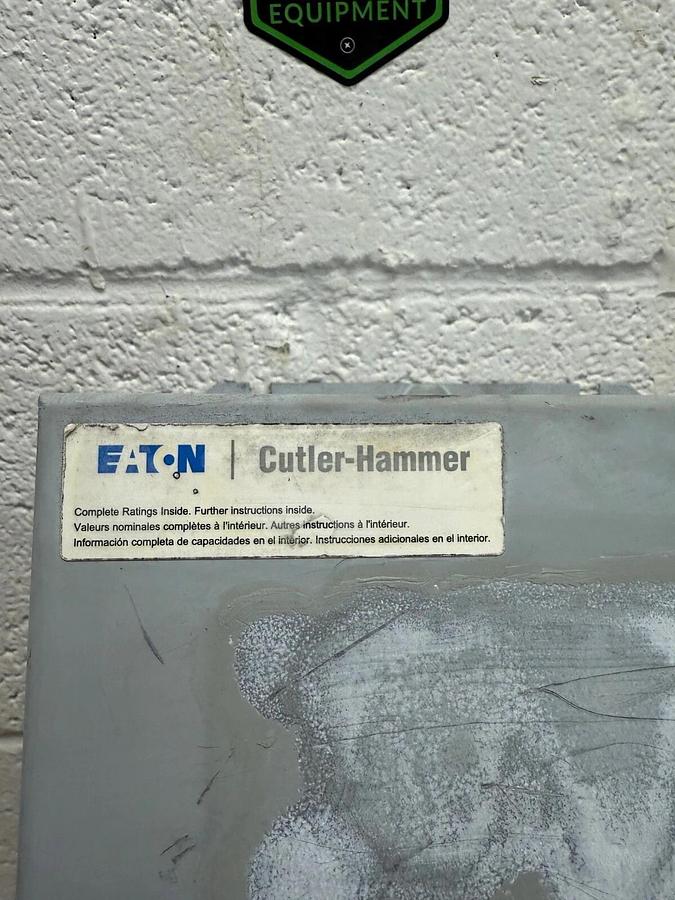 EQUIPMENT
EATON | Cutler-Hammer
Complete Ratings Inside. Further instructions inside.
Valeurs nominales complètes à l'intérieur. Autres instructions à l'intérieur.
Información completa de capacidades en el interior. Instrucciones adicionales en el interior.